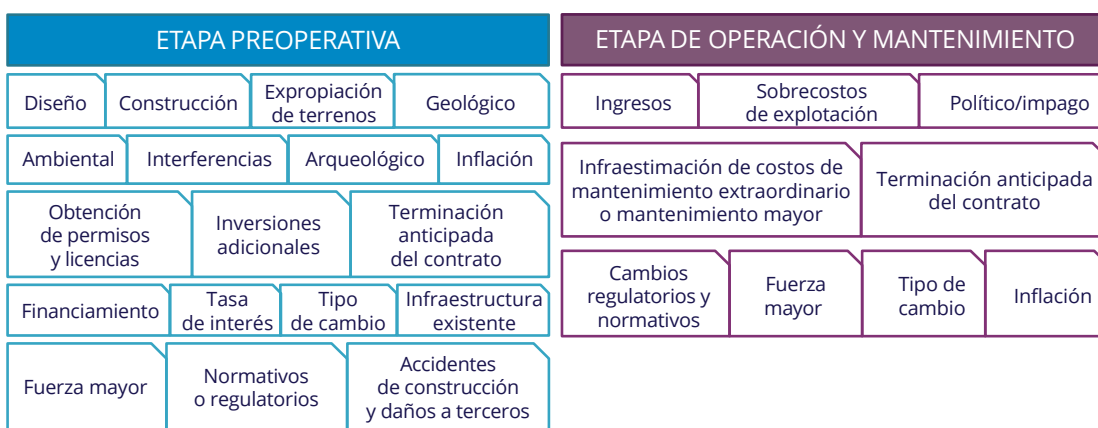 ETAPA PREOPERATIVA
Diseño
Construcción
Expropiación
de terrenos
Geológico
Ambiental
Interferencias
Arqueológico
Inflación
Obtención
de permisos
y licencias
Inversiones
adicionales
Terminación
anticipada
del contrato
Financiamiento
Tasa
de interés
Tipo
de cambio
Infraestructura
existente
Fuerza mayor
Normativos
o regulatorios
Accidentes
de construcción
y daños a terceros
ETAPA DE OPERACIÓN Y MANTENIMIENTO
Ingresos
Sobrecostos
de explotación
Político/impago
Infraestimación de costos de
mantenimiento extraordinario
o mantenimiento mayor
Terminación anticipada
del contrato
Cambios
regulatorios y
normativos
Fuerza
mayor
Tipo de
cambio
Inflación